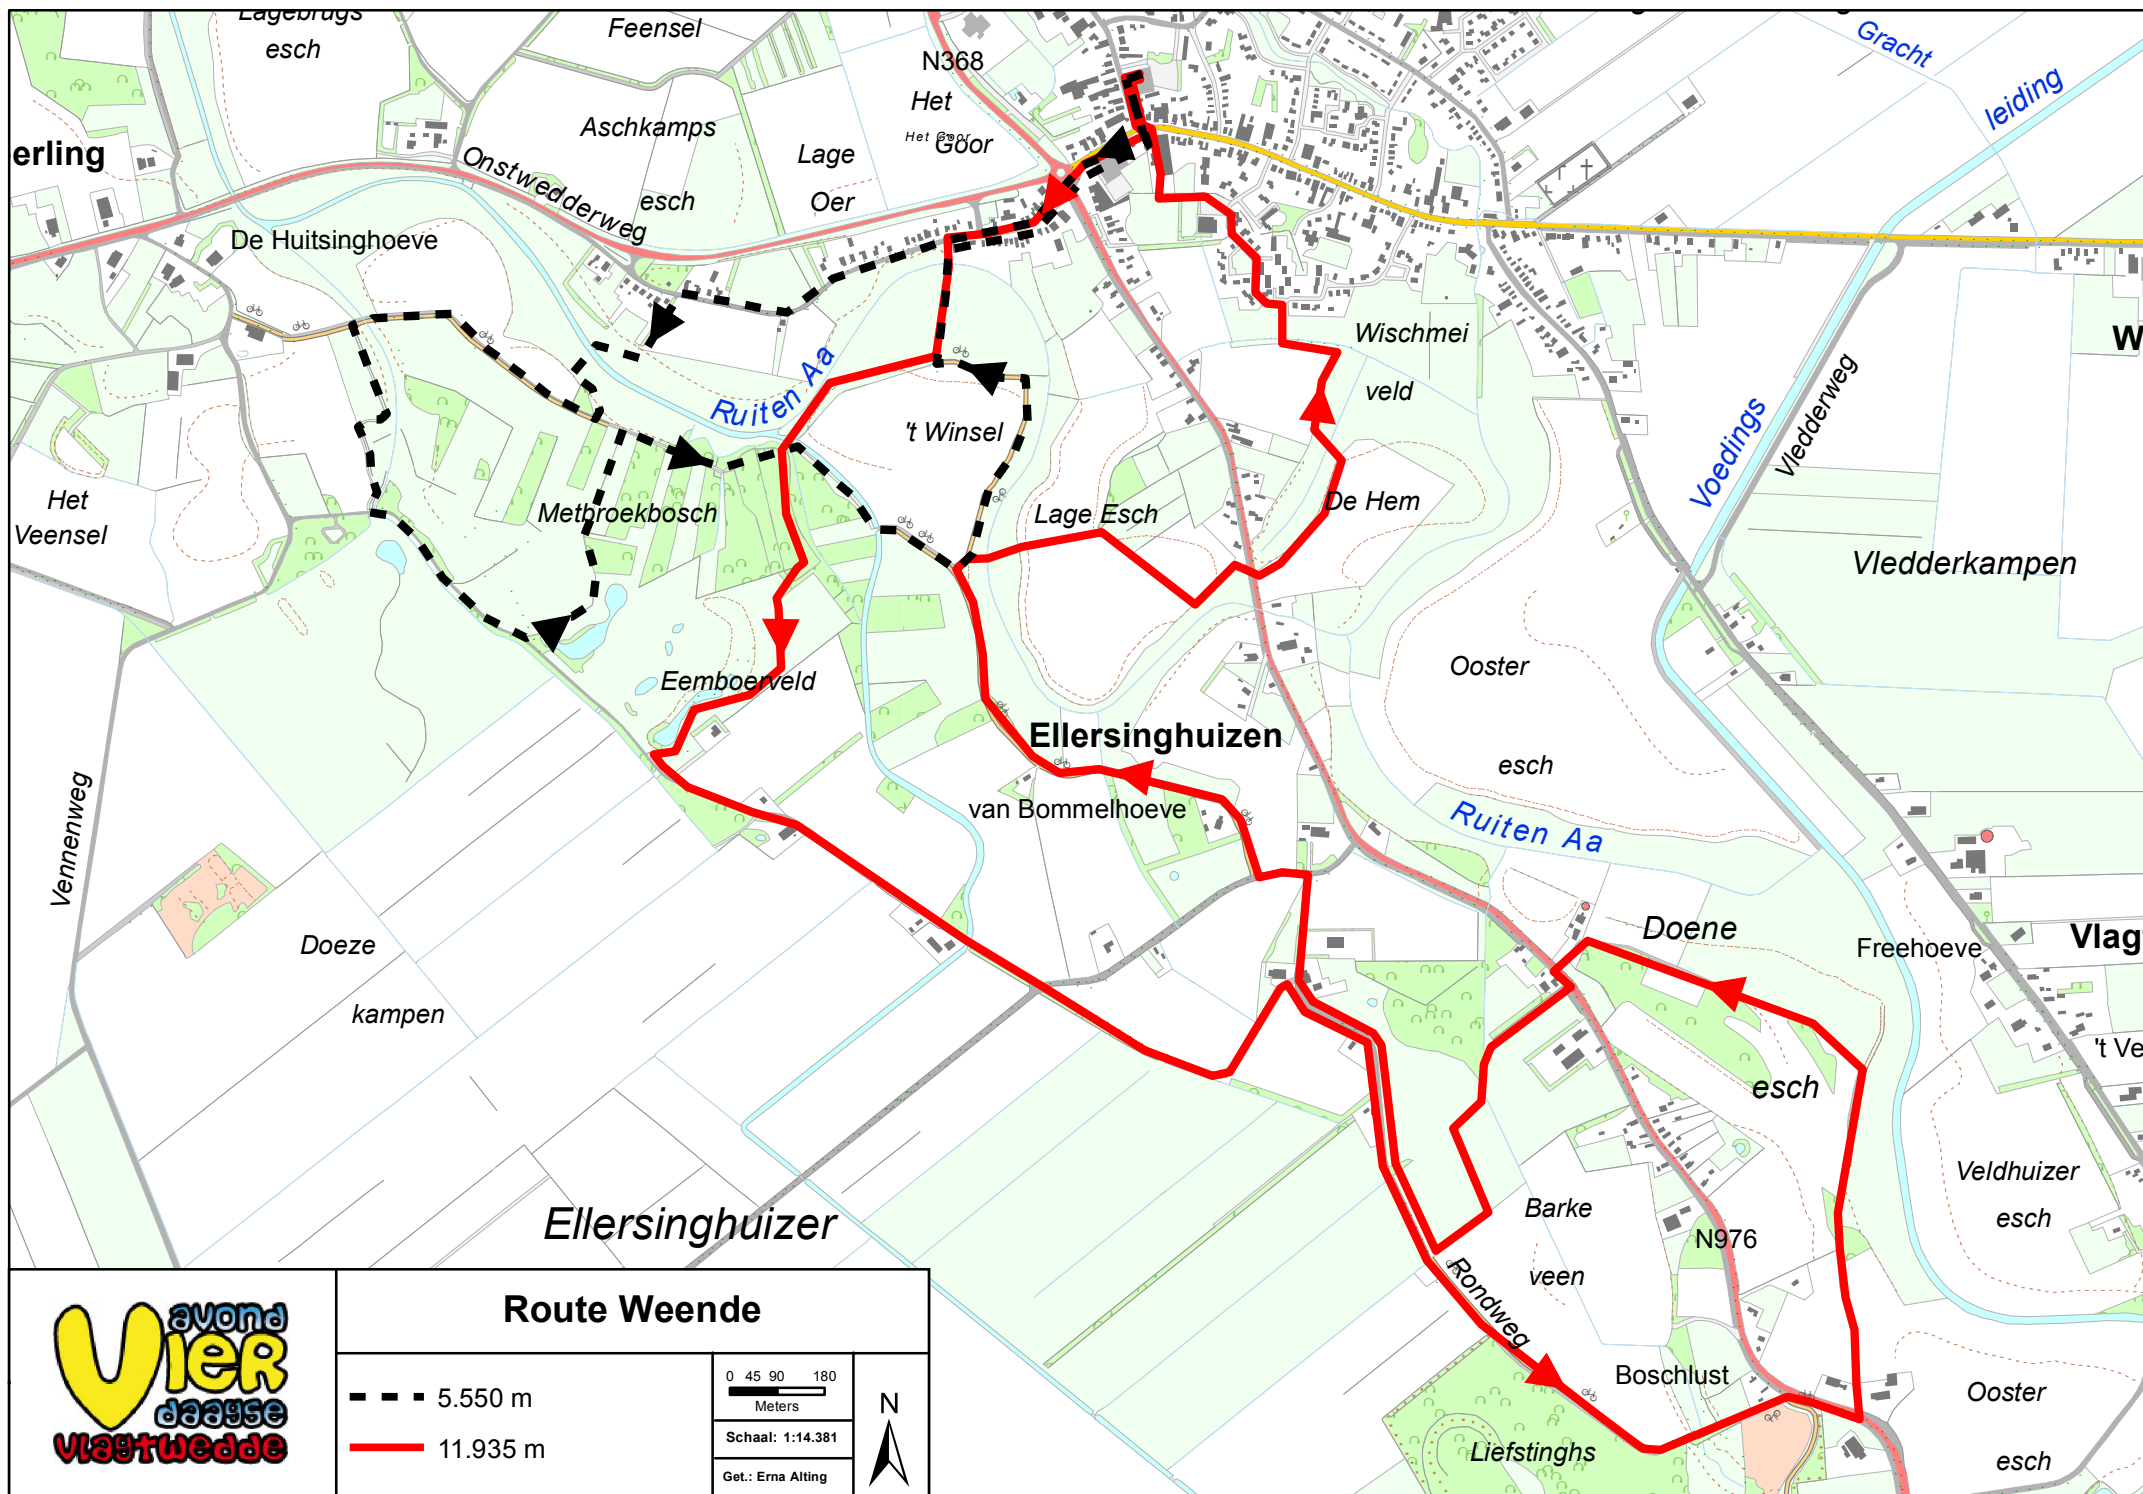 Lagebrugs
esch
Feensel
N368
Het
Het Goor
Goor
Gracht
leiding
erling
Aschkamps
esch
Lage
Oer
Onstwedderweg
De Huitsinghoeve
Wischmei
veld
Ruiten Aa
't Winsel
Voedings
Vledderweg
W
Het
Veensel
Metbroekbosch
Lage Esch
De Hem
Vledderkampen
Eemboerveld
Ooster
esch
Ellersinghuizen
van Bommelhoeve
Ruiten Aa
Vennenweg
Doeze
kampen
Doene
esch
Freehoeve
Vlag
't Ve
Veldhuizer
esch
Ellersinghuizer
Barke
veen
N976
Rondweg
Boschlust
Liefstinghs
Ooster
esch
avond
Vier
daagse
Vlagtwedde
Route Weende
5.550 m
11.935 m
0 45 90 180
Meters
Schaal: 1:14.381
Get.: Erna Alting
N